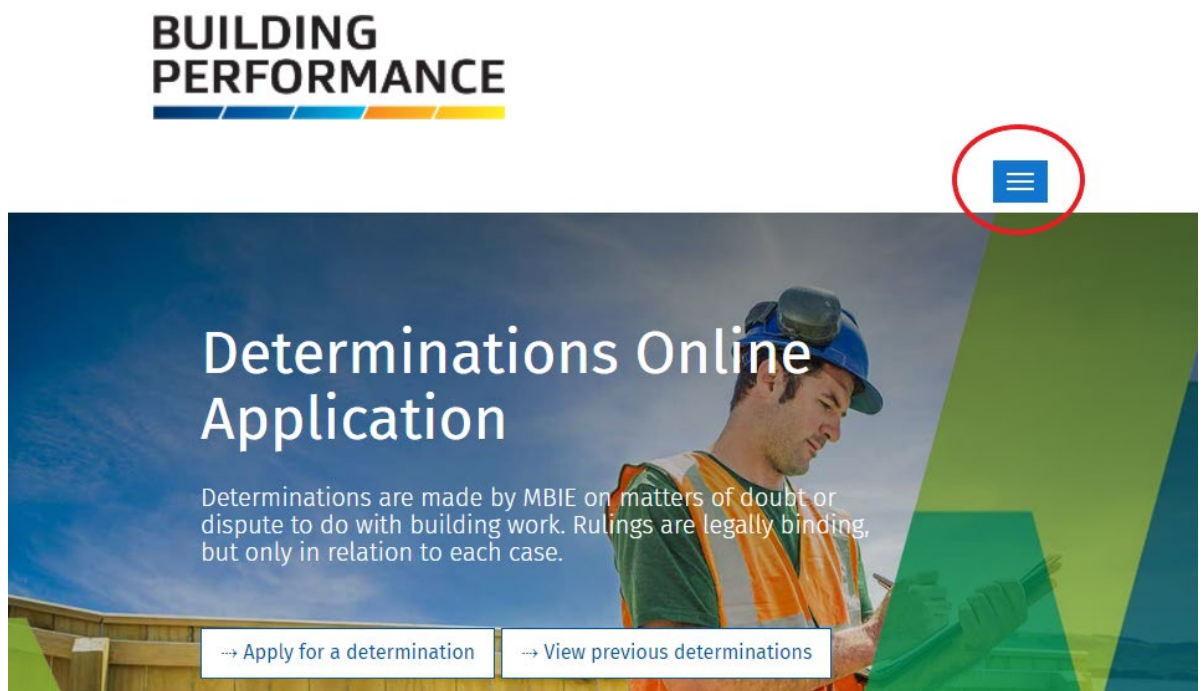 BUILDING
PERFORMANCE
Determinations Online
Application
Determinations are made by MBIE on matters of doubt or
dispute to do with building work. Rulings are legally binding,
but only in relation to each case.
⤑ Apply for a determination
⤑ View previous determinations